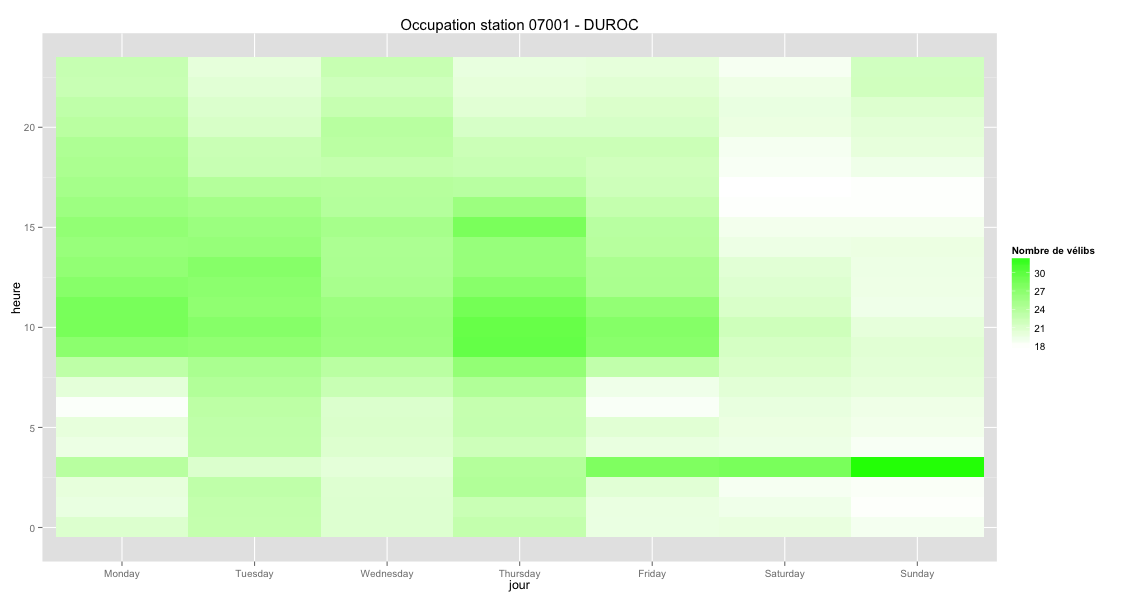 Occupation station 07001 - DUROC
heure
20
15
10
5
0
Monday Tuesday Wednesday Thursday Friday Saturday Sunday
jour
Nombre de vélibs
30
27
24
21
18